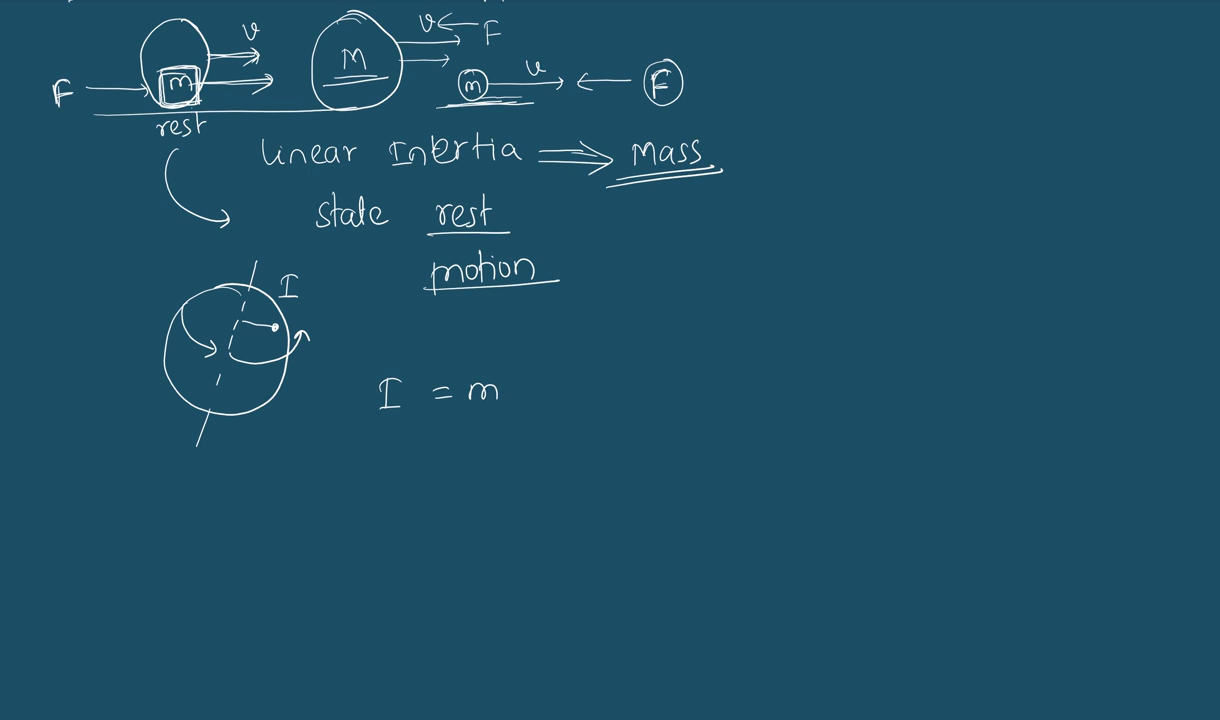 v
v F
M
m
v
F
F
m
rest
Linear Inertia ⟹ Mass
state rest
motion
I
I = m